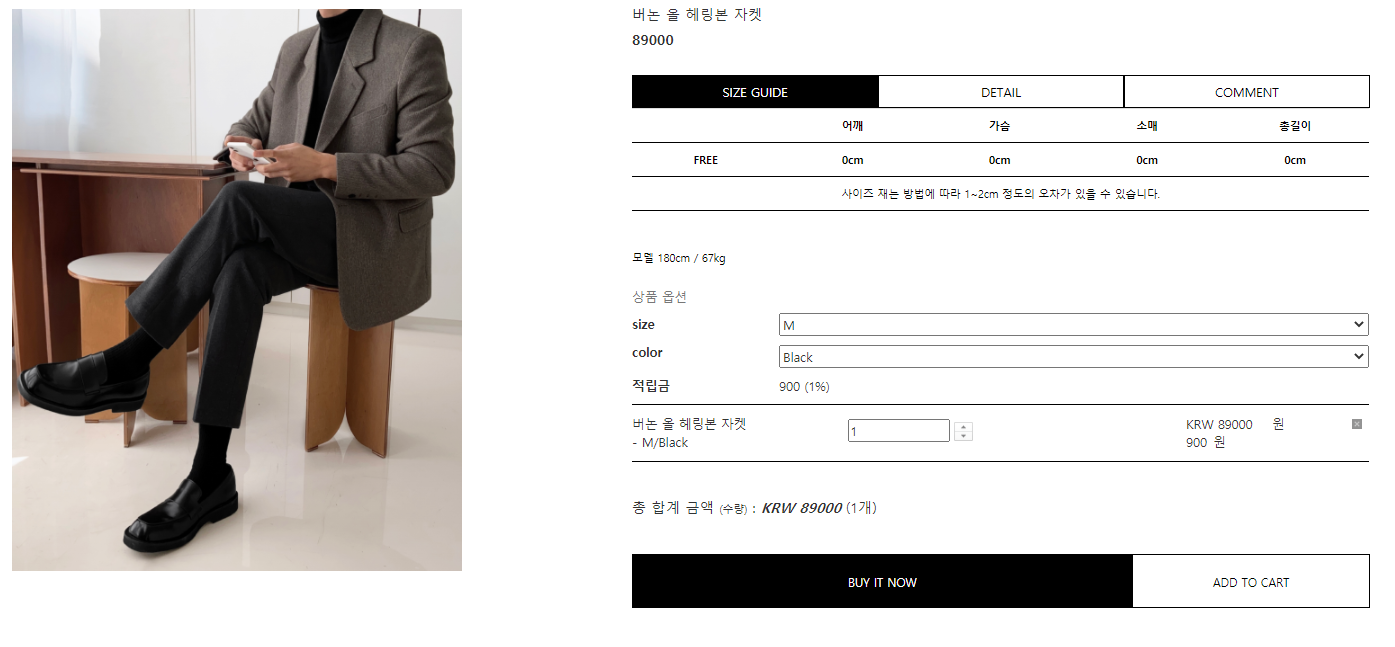 버논 울 헤링본 자켓
89000
SIZE GUIDE DETAIL COMMENT
어깨 가슴 소매 총길이
FREE 0cm 0cm 0cm 0cm
사이즈 재는 방법에 따라 1~2cm 정도의 오차가 있을 수 있습니다.
모델 180cm / 67kg
상품 옵션
size M
color Black
적립금 900 (1%)
버논 울 헤링본 자켓 1 KRW 89000 원
- M/Black 900 원
총 합계 금액 (수량) : KRW 89000 (1개)
BUY IT NOW ADD TO CART